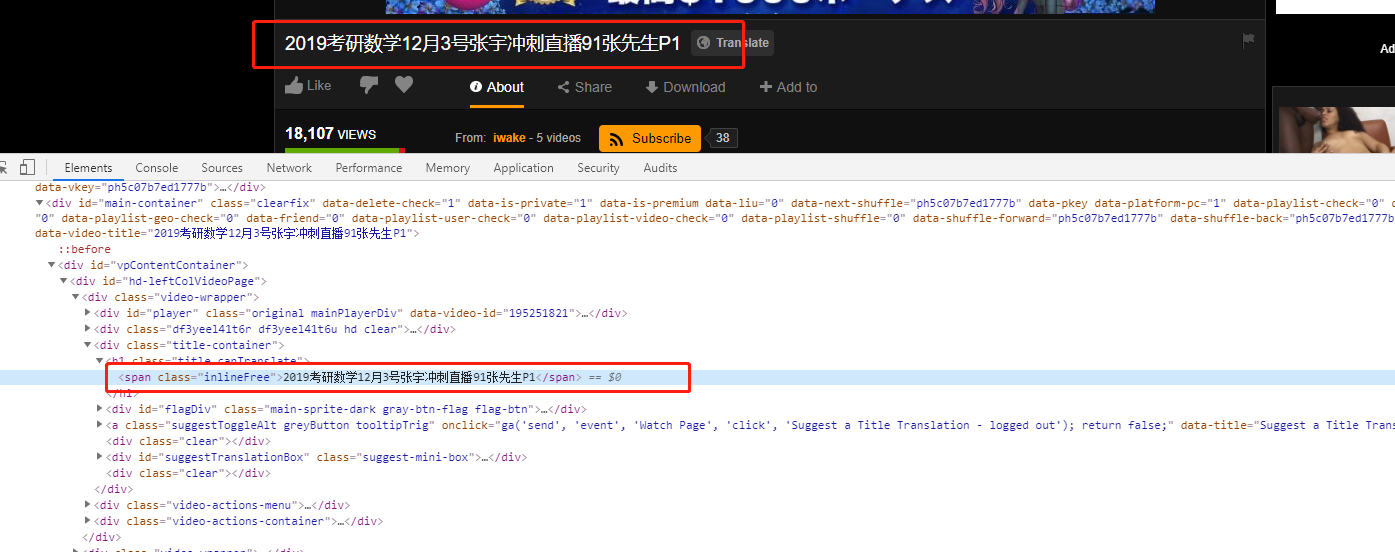 2019考研数学12月3号张宇冲刺直播91张先生P1 Translate
Ad
Like About Share Download Add to
18,107 VIEWS From: iwake - 5 videos Subscribe 38
Elements Console Sources Network Performance Memory Application Security Audits
data-vkey="ph5c07b7ed1777b">…</div>
▼<div id="main-container" class="clearfix" data-delete-check="1" data-is-private="1" data-is-premium data-liu="0" data-next-shuffle="ph5c07b7ed1777b" data-pkey data-platform-pc="1" data-playlist-check="0"
"0" data-playlist-geo-check="0" data-friend="0" data-playlist-user-check="0" data-playlist-video-check="0" data-playlist-shuffle="0" data-shuffle-forward="ph5c07b7ed1777b" data-shuffle-back="ph5c07b7ed1777b
data-video-title="2019考研数学12月3号张宇冲刺直播91张先生P1">
::before
▼<div id="vpContentContainer">
▼<div id="hd-leftColVideoPage">
▼<div class="video-wrapper">
▶<div id="player" class="original mainPlayerDiv" data-video-id="195251821">…</div>
▶<div class="df3yeel41t6r df3yeel41t6u hd clear">…</div>
▼<div class="title-container">
▼<h1 class="title canTranslate">
<span class="inlineFree">2019考研数学12月3号张宇冲刺直播91张先生P1</span> == $0
</h1>
▶<div id="flagDiv" class="main-sprite-dark gray-btn-flag flag-btn">…</div>
▶<a class="suggestToggleAlt greyButton tooltipTrig" onclick="ga('send', 'event', 'Watch Page', 'click', 'Suggest a Title Translation - logged out'); return false;" data-title="Suggest a Title Tran
<div class="clear"></div>
▶<div id="suggestTranslationBox" class="suggest-mini-box">…</div>
<div class="clear"></div>
</div>
▶<div class="video-actions-menu">…</div>
▶<div class="video-actions-container">…</div>
</div>